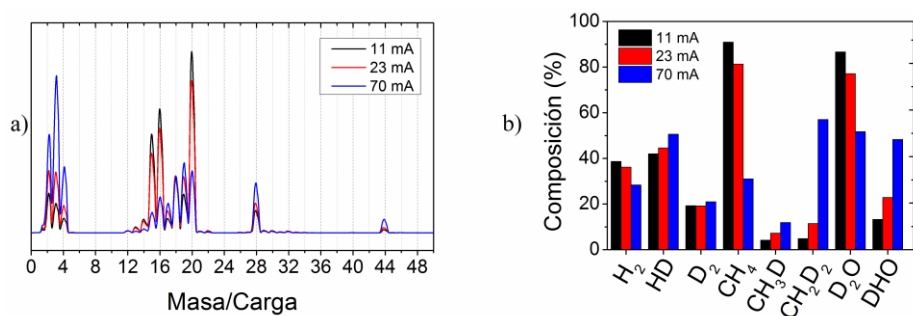 a)
11 mA
23 mA
70 mA
0 4 8 12 16 20 24 28 32 36 40 44 48
Masa/Carga
b)
Composición (%)
100
80
60
40
20
0
11 mA
23 mA
70 mA
H₂ HD D₂ CH₄ CH₃D CH₂D₂ D₂O DHO